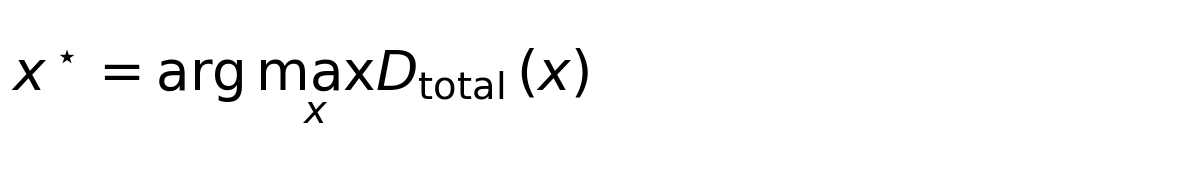 x⋆ = arg max_x D_total (x)